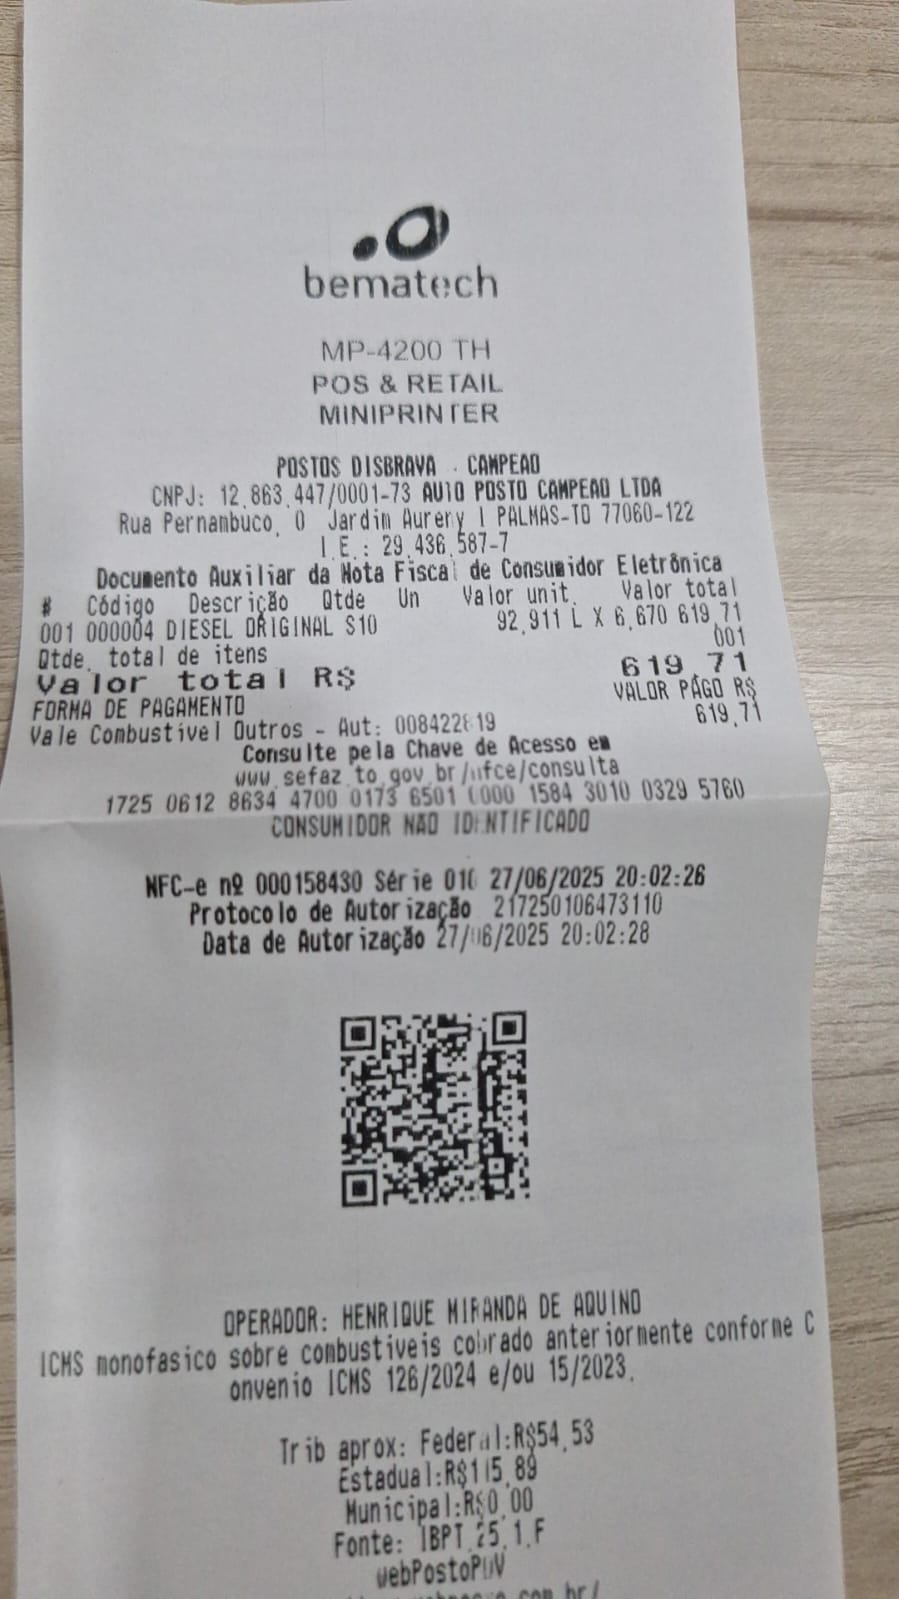 bematech
MP-4200 TH
POS & RETAIL
MINIPRINTER
POSTOS DISBRAVA - CAMPEAO
CNPJ: 12.863.447/0001-73 AUTO POSTO CAMPEAO LTDA
Rua Pernambuco, 0 Jardim Aureny I PALMAS-TO 77060-122
I.E.: 29.436.587-7
Documento Auxiliar da Nota Fiscal de Consumidor Eletrônica
# Código Descrição Qtde Un Valor unit. Valor total
001 000004 DIESEL ORIGINAL S10 92,911 L X 6,670 619,71
Qtde. total de itens 001
Valor total R$ 619,71
FORMA DE PAGAMENTO VALOR PAGO R$
Vale Combustivel Outros - Aut: 008422819 619,71
Consulte pela Chave de Acesso em
www.sefaz.to.gov.br/nfce/consulta
1725 0612 8634 4700 0173 6501 0000 1584 3010 0329 5760
CONSUMIDOR NAO IDENTIFICADO
NFC-e nº 000158430 Série 010 27/06/2025 20:02:26
Protocolo de Autorização 217250106473110
Data de Autorização 27/06/2025 20:02:28
OPERADOR: HENRIQUE MIRANDA DE AQUINO
ICMS monofasico sobre combustiveis cobrado anteriormente conforme C
onvenio ICMS 126/2024 e/ou 15/2023.
Trib aprox: Federal:R$54,53
Estadual:R$115,89
Municipal:R$0,00
Fonte: IBPT.25.1.F
webPostoPDV
.com.br/